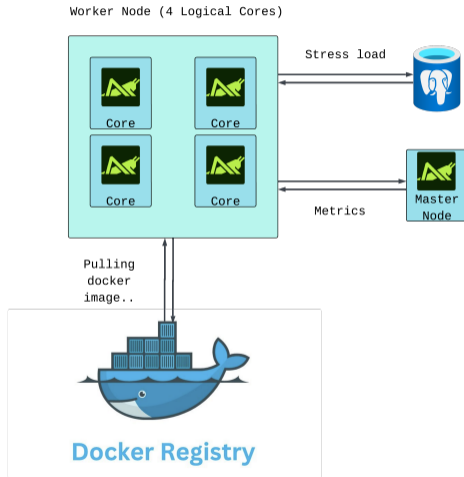 Worker Node (4 Logical Cores)
Stress load
Core
Core
Core
Core
Master
Node
Metrics
Pulling
docker
image..
Docker Registry